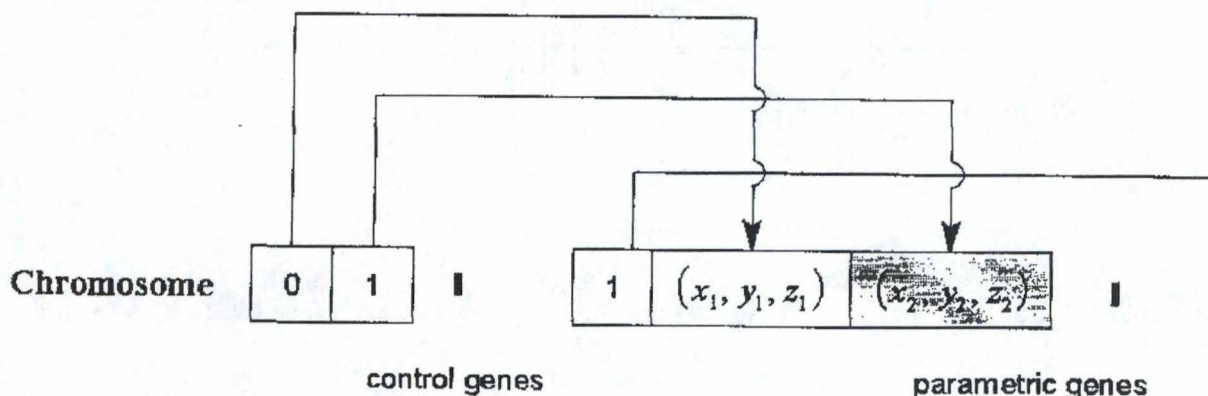 Chromosome 0 1 1 (x₁, y₁, z₁) (x₂, y₂, z₂)
control genes parametric genes